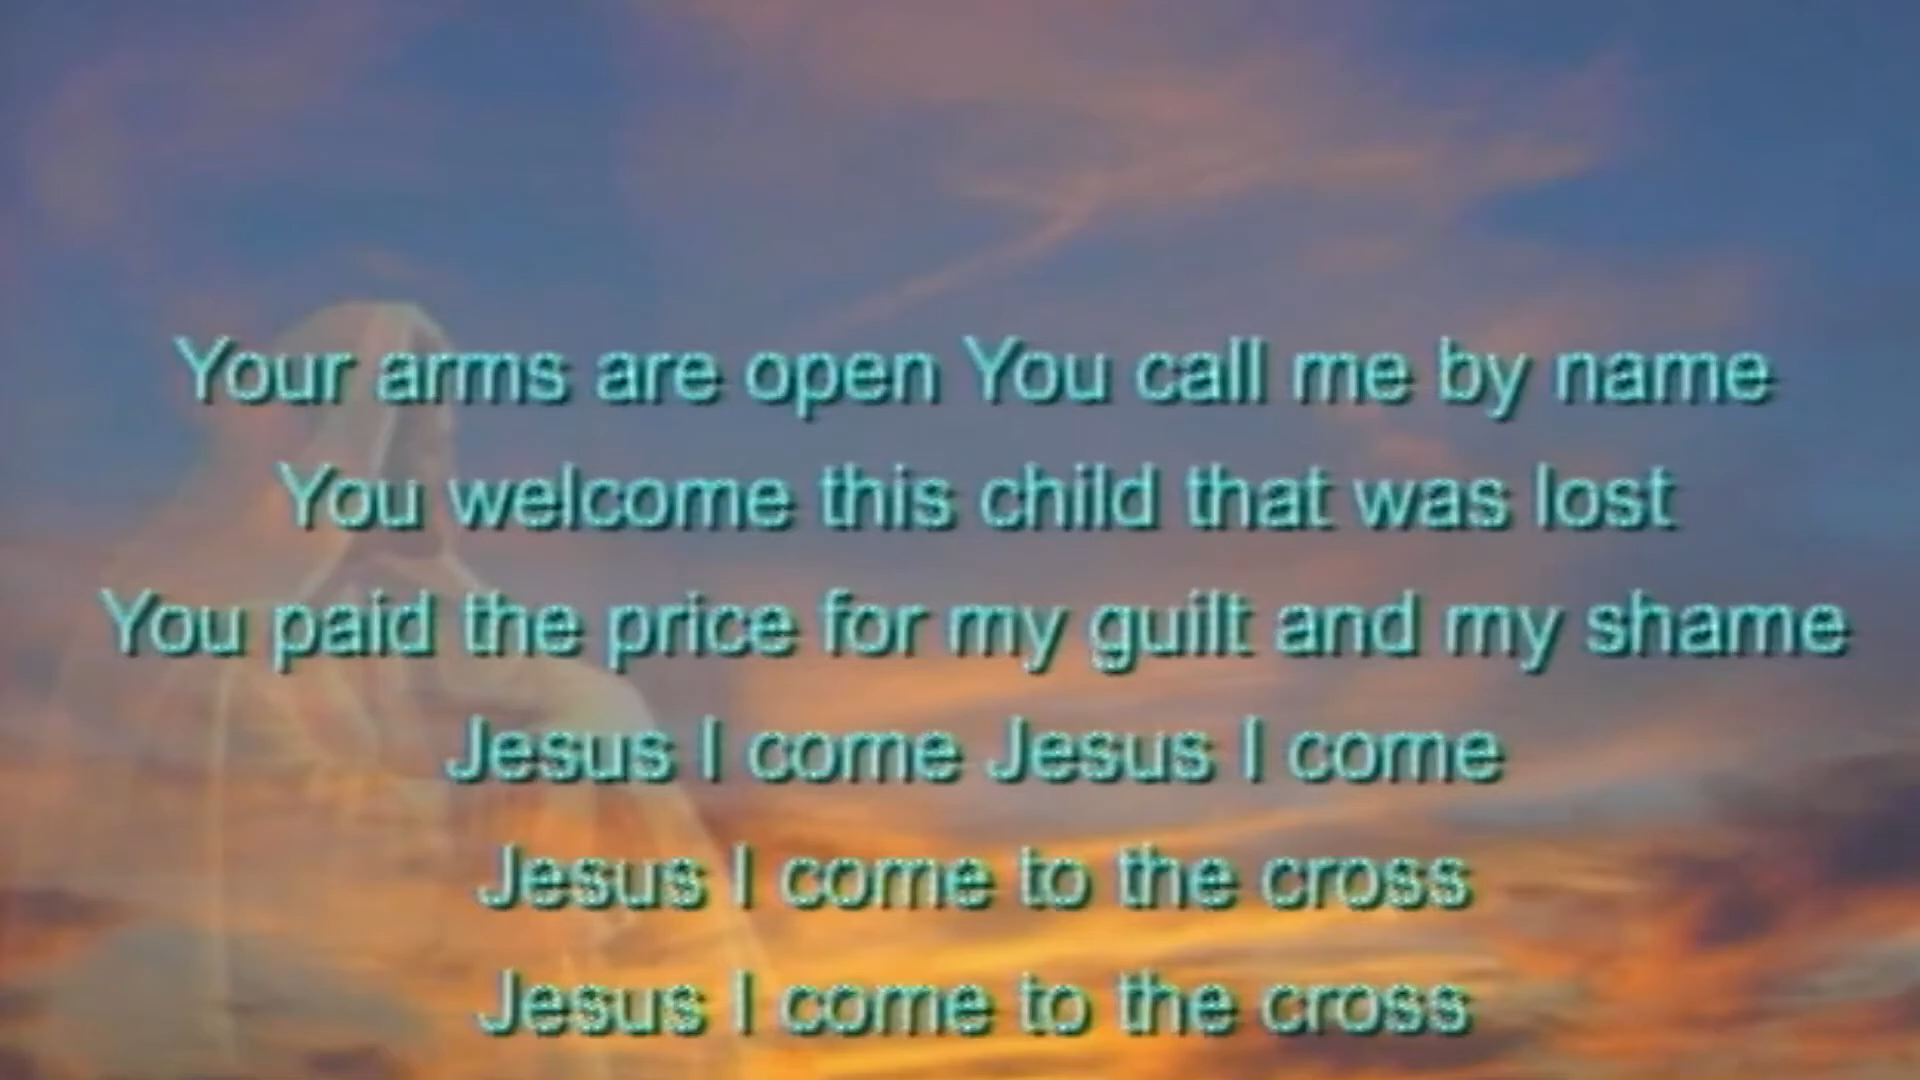 Your arms are open You call me by name
You welcome this child that was lost
You paid the price for my guilt and my shame
Jesus I come Jesus I come
Jesus I come to the cross
Jesus I come to the cross